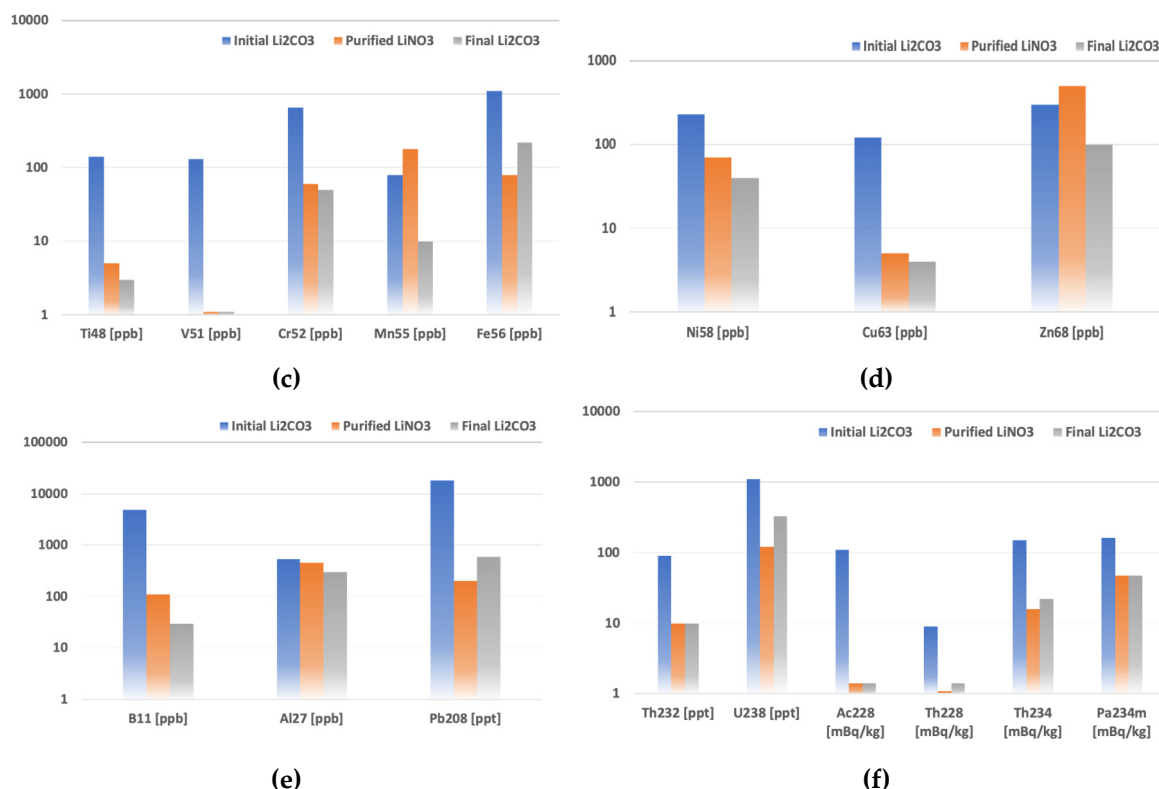 10000
Initial Li2CO3 Purified LiNO3 Final Li2CO3
1000
100
10
1
Ti48 [ppb] V51 [ppb] Cr52 [ppb] Mn55 [ppb] Fe56 [ppb]
(c)
Initial Li2CO3 Purified LiNO3 Final Li2CO3
1000
100
10
1
Ni58 [ppb] Cu63 [ppb] Zn68 [ppb]
(d)
Initial Li2CO3 Purified LiNO3 Final Li2CO3
100000
10000
1000
100
10
1
B11 [ppb] Al27 [ppb] Pb208 [ppt]
(e)
10000
Initial Li2CO3 Purified LiNO3 Final Li2CO3
1000
100
10
1
Th232 [ppt] U238 [ppt] Ac228 Th228 Th234 Pa234m
[mBq/kg] [mBq/kg] [mBq/kg] [mBq/kg]
(f)